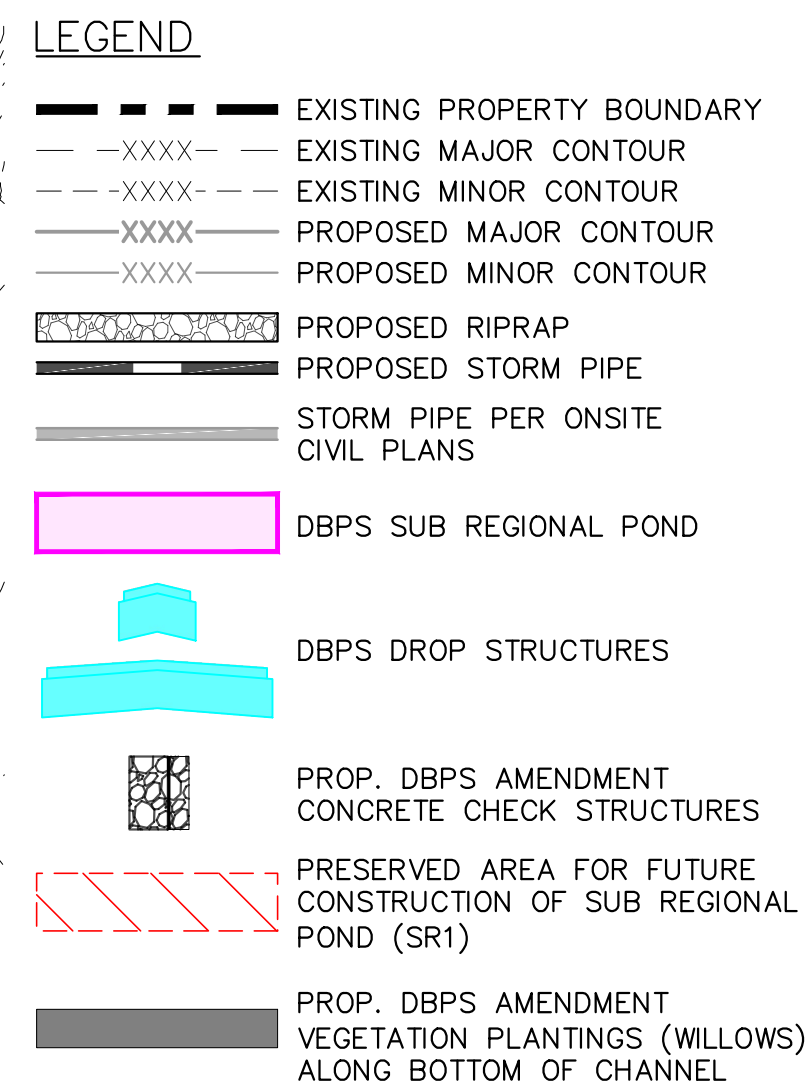 LEGEND
EXISTING PROPERTY BOUNDARY
XXXX EXISTING MAJOR CONTOUR
XXXX EXISTING MINOR CONTOUR
XXXX PROPOSED MAJOR CONTOUR
XXXX PROPOSED MINOR CONTOUR
PROPOSED RIPRAP
PROPOSED STORM PIPE
STORM PIPE PER ONSITE
CIVIL PLANS
DBPS SUB REGIONAL POND
DBPS DROP STRUCTURES
PROP. DBPS AMENDMENT
CONCRETE CHECK STRUCTURES
PRESERVED AREA FOR FUTURE
CONSTRUCTION OF SUB REGIONAL
POND (SR1)
PROP. DBPS AMENDMENT
VEGETATION PLANTINGS (WILLOWS)
ALONG BOTTOM OF CHANNEL